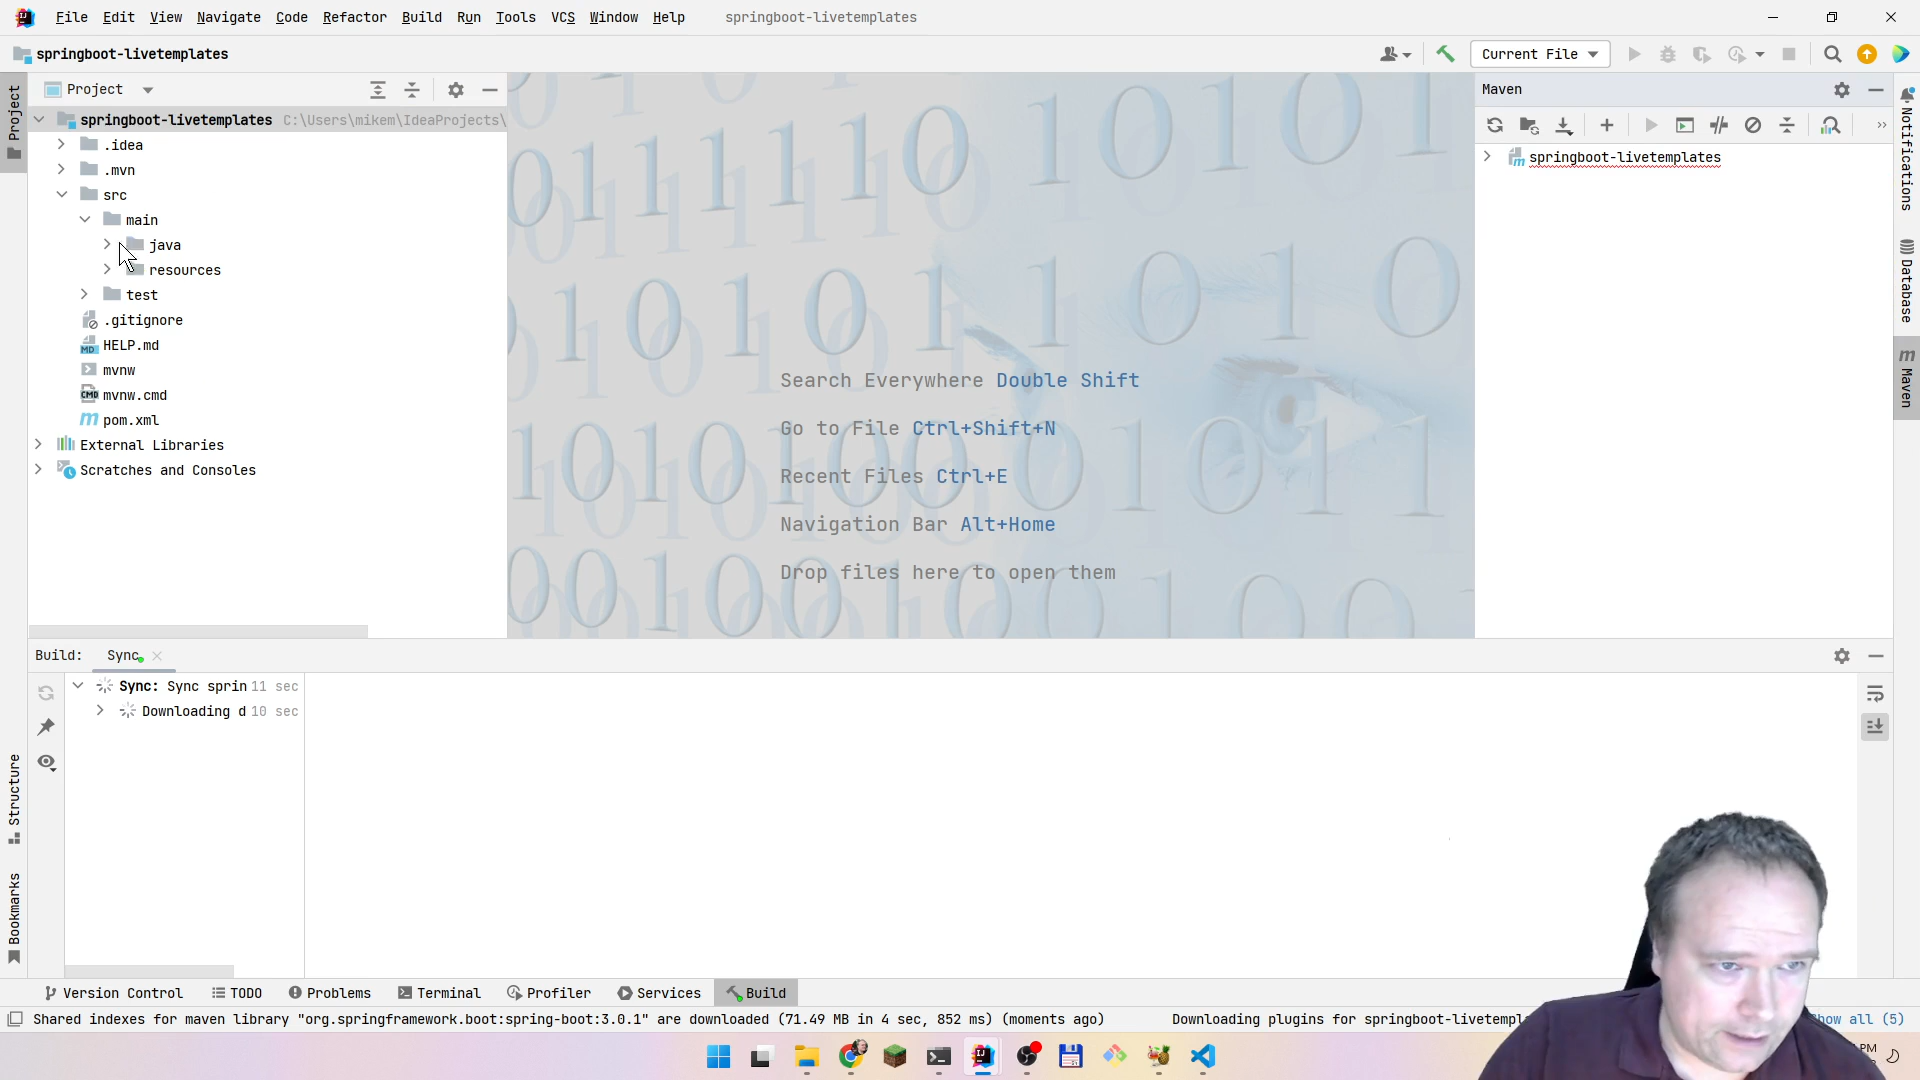 File Edit View Navigate Code Refactor Build Run Tools VCS Window Help springboot-livetemplates
springboot-livetemplates
Current File
Project
Maven
springboot-livetemplates C:\Users\mikem\IdeaProjects\
.idea
.mvn
src
main
java
resources
test
.gitignore
HELP.md
mvnw
mvnw.cmd
pom.xml
External Libraries
Scratches and Consoles
Search Everywhere Double Shift
Go to File Ctrl+Shift+N
Recent Files Ctrl+E
Navigation Bar Alt+Home
Drop files here to open them
springboot-livetemplates
Project
Structure
Bookmarks
Notifications
Database
Maven
Build: Sync
Sync: Sync sprin 11 sec
Downloading d 10 sec
Version Control TODO Problems Terminal Profiler Services Build
Shared indexes for maven library "org.springframework.boot:spring-boot:3.0.1" are downloaded (71.49 MB in 4 sec, 852 ms) (moments ago) Downloading plugins for all (5)
PM